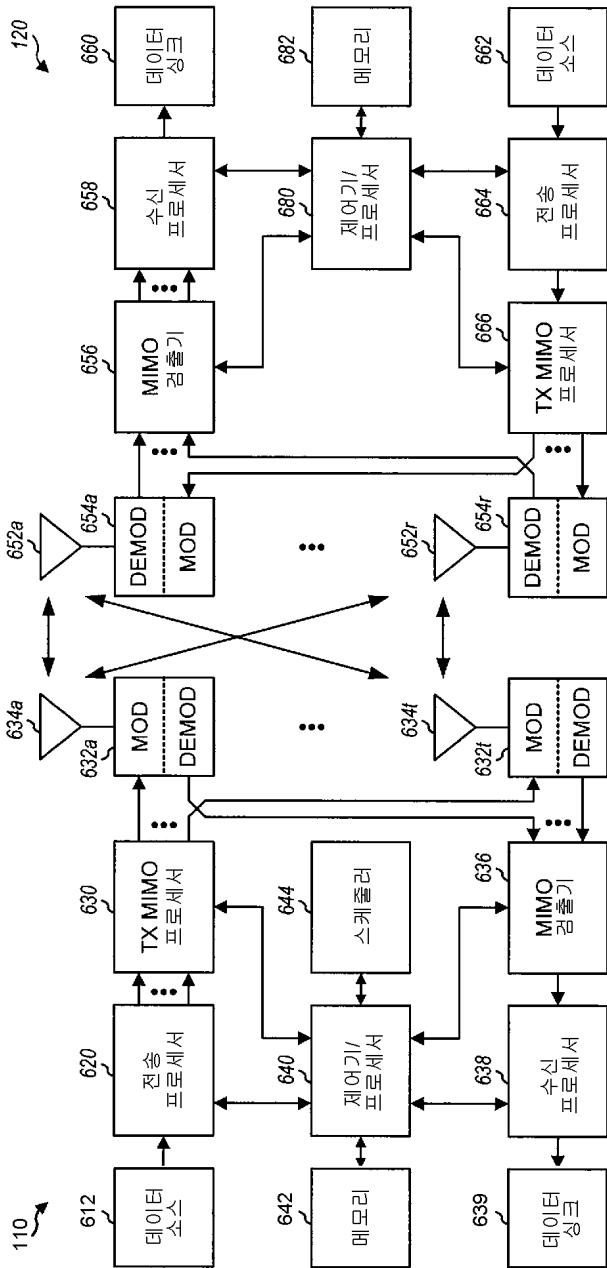 110
612
데이터
소스
620
전송
프로세서
630
TX MIMO
프로세서
632a
MOD
DEMOD
634a
642
메모리
640
제어기/
프로세서
644
스케줄러
639
데이터
싱크
638
수신
프로세서
636
MIMO
검출기
632t
MOD
DEMOD
634t
120
652a
654a
DEMOD
MOD
656
MIMO
검출기
658
수신
프로세서
660
데이터
싱크
680
제어기/
프로세서
682
메모리
652r
654r
DEMOD
MOD
666
TX MIMO
프로세서
664
전송
프로세서
662
데이터
소스